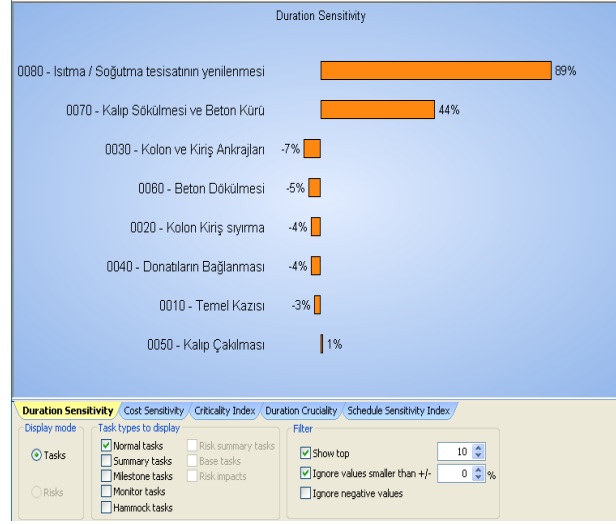 Duration Sensitivity
0080 - Isıtma / Soğutma tesisatının yenilenmesi 89%
0070 - Kalıp Sökülmesi ve Beton Kürü 44%
0030 - Kolon ve Kiriş Ankrajları -7%
0060 - Beton Dökülmesi -5%
0020 - Kolon Kiriş sıyırma -4%
0040 - Donatıların Bağlanması -4%
0010 - Temel Kazısı -3%
0050 - Kalıp Çakılması 1%
Duration Sensitivity Cost Sensitivity Criticality Index Duration Cruciality Schedule Sensitivity Index
Display mode
Tasks
Risks
Task types to display
Normal tasks Risk summary tasks
Summary tasks Base tasks
Milestone tasks Risk impacts
Monitor tasks
Hammock tasks
Filter
Show top 10
Ignore values smaller than +/- 0 %
Ignore negative values